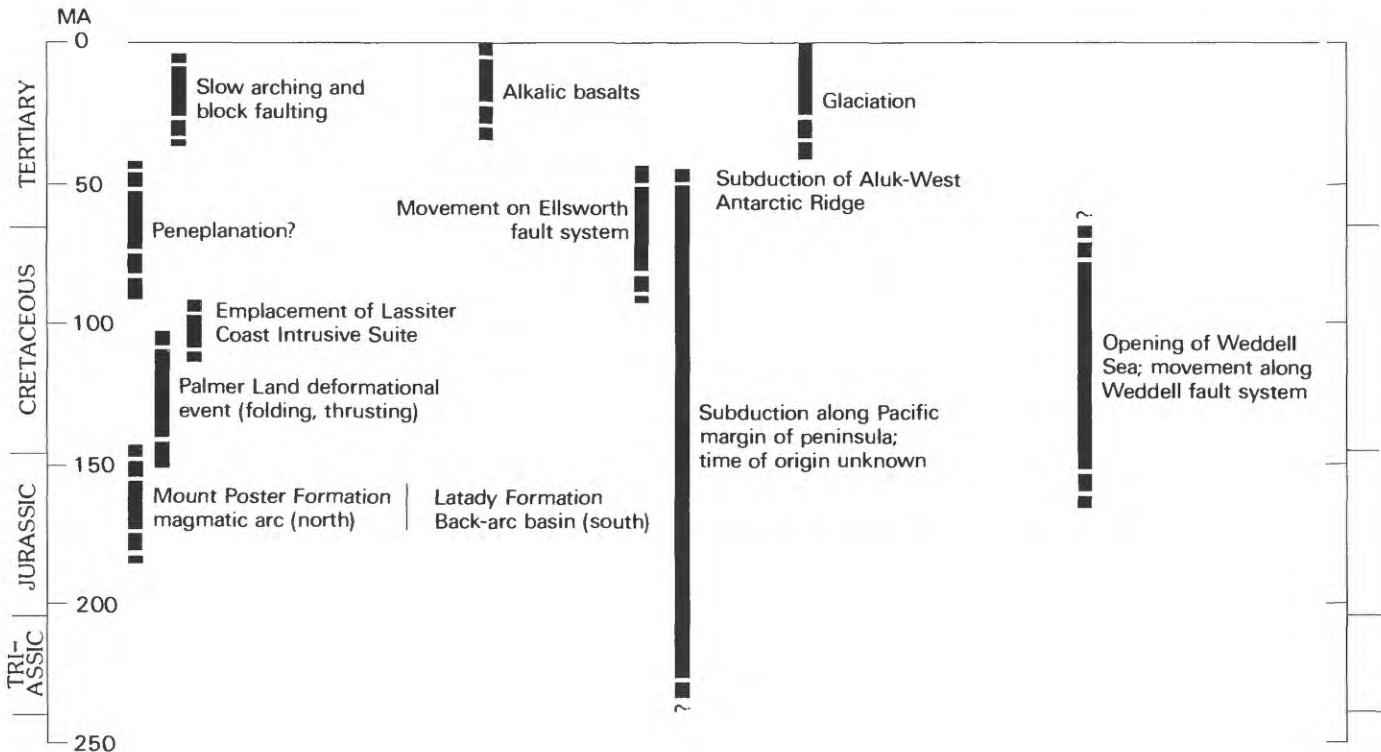 MA
0
50
100
150
200
250
TERTIARY
CRETACEOUS
JURASSIC
TRI-
ASSIC
Slow arching and
block faulting
Alkalic basalts
Glaciation
Peneplanation?
Movement on Ellsworth
fault system
Subduction of Aluk-West
Antarctic Ridge
?
Emplacement of Lassiter
Coast Intrusive Suite
Palmer Land deformational
event (folding, thrusting)
Subduction along Pacific
margin of peninsula;
time of origin unknown
Opening of Weddell
Sea; movement along
Weddell fault system
Mount Poster Formation
magmatic arc (north)
Latady Formation
Back-arc basin (south)
?